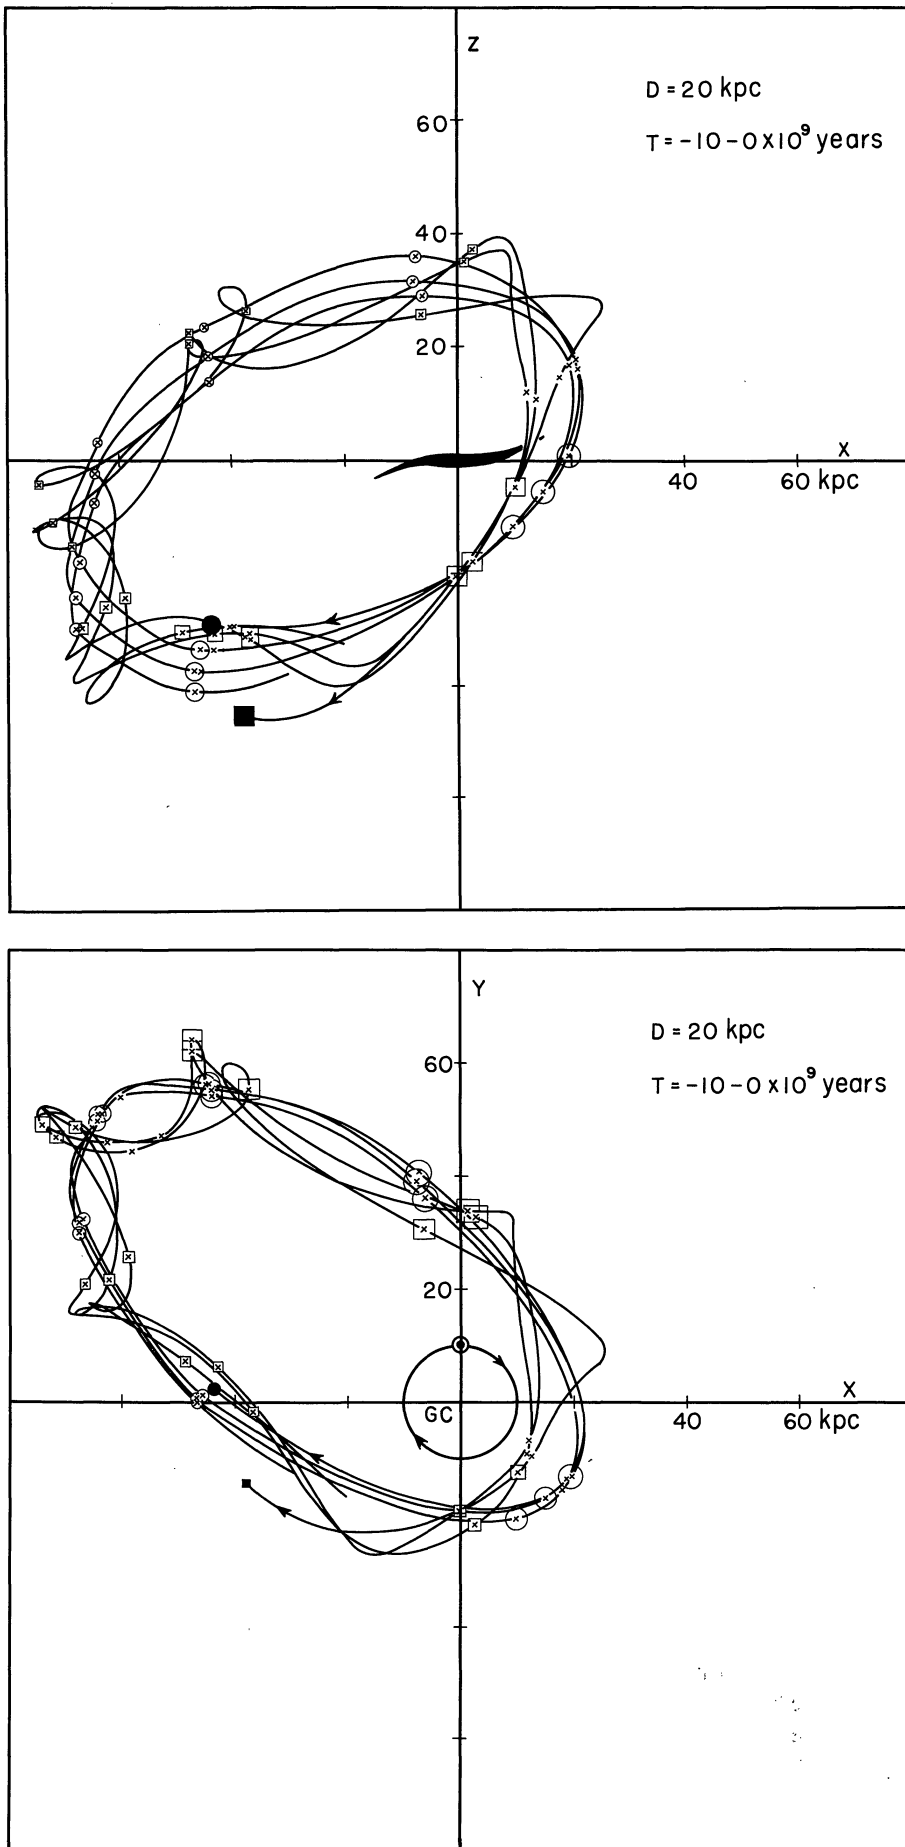 Z
D = 20 kpc
60
T = -10 - 0 X 10⁹ years
40
20
X
40
60 kpc
Y
D = 20 kpc
60
T = -10 - 0 X 10⁹ years
20
X
GC
40
60 kpc